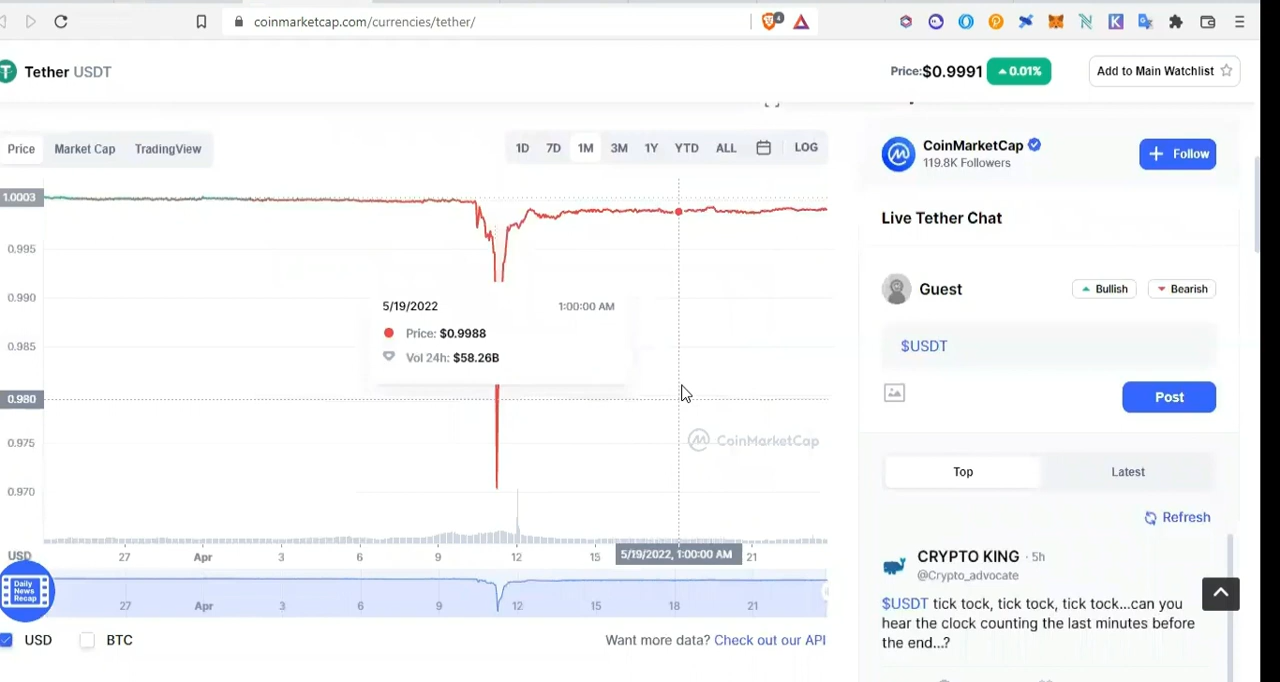 coinmarketcap.com/currencies/tether/
4
Tether USDT
Price:$0.9991
0.01%
Add to Main Watchlist
Price
Market Cap
TradingView
1D
7D
1M
3M
1Y
YTD
ALL
LOG
1.0003
0.995
0.990
0.985
0.980
0.975
0.970
USD
5/19/2022
1:00:00 AM
Price: $0.9988
Vol 24h: $58.26B
CoinMarketCap
27
Apr
3
6
9
12
15
5/19/2022, 1:00:00 AM
21
27
Apr
3
6
9
12
15
18
21
Daily
News
Recap
USD
BTC
Want more data? Check out our API
CoinMarketCap
119.8K Followers
Follow
Live Tether Chat
Guest
Bullish
Bearish
$USDT
Post
Top
Latest
Refresh
CRYPTO KING · 5h
@Crypto_advocate
$USDT tick tock, tick tock, tick tock...can you
hear the clock counting the last minutes before
the end...?